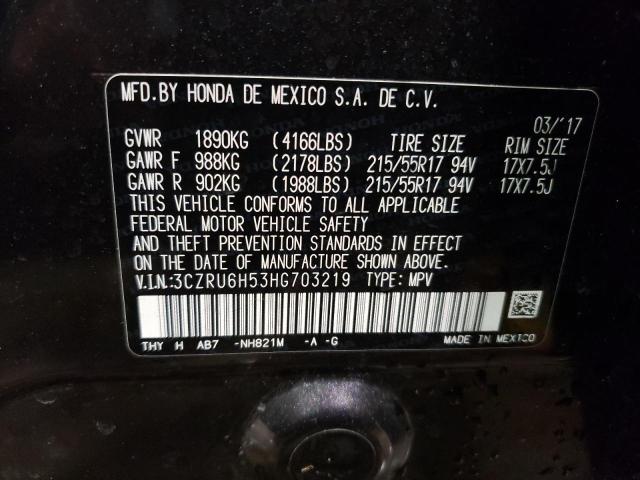 MFD.BY HONDA DE MEXICO S.A. DE C.V.
03/'17
GVWR 1890KG (4166LBS) TIRE SIZE RIM SIZE
GAWR F 988KG (2178LBS) 215/55R17 94V 17X7.5J
GAWR R 902KG (1988LBS) 215/55R17 94V 17X7.5J
THIS VEHICLE CONFORMS TO ALL APPLICABLE
FEDERAL MOTOR VEHICLE SAFETY
AND THEFT PREVENTION STANDARDS IN EFFECT
ON THE DATE OF MANUFACTURE SHOWN ABOVE.
V.I.N:3CZRU6H53HG703219 TYPE: MPV
THY H AB7 -NH821M -A -G MADE IN MEXICO